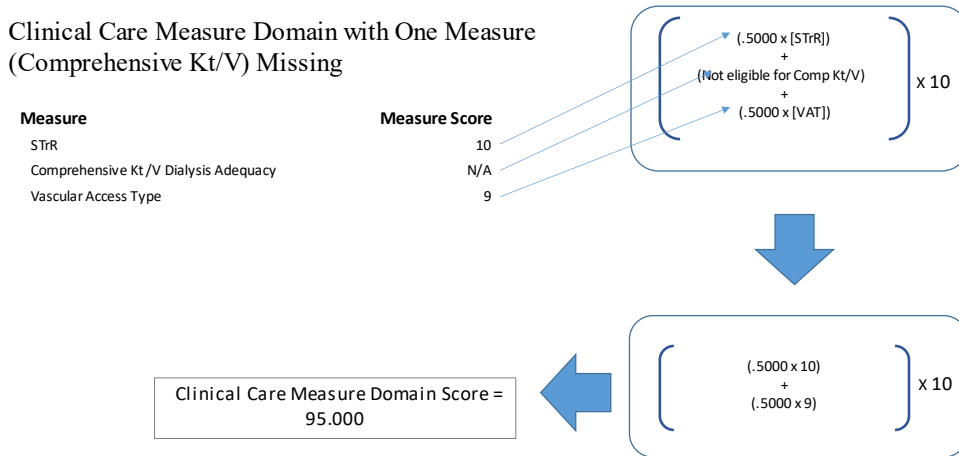 Clinical Care Measure Domain with One Measure
(Comprehensive Kt/V) Missing
Measure Measure Score
STrR 10
Comprehensive Kt/V Dialysis Adequacy N/A
Vascular Access Type 9
(.5000 x [STrR])
+
(Not eligible for Comp Kt/V)
+
(.5000 x [VAT])
x 10
(.5000 x 10)
+
(.5000 x 9)
x 10
Clinical Care Measure Domain Score =
95.000